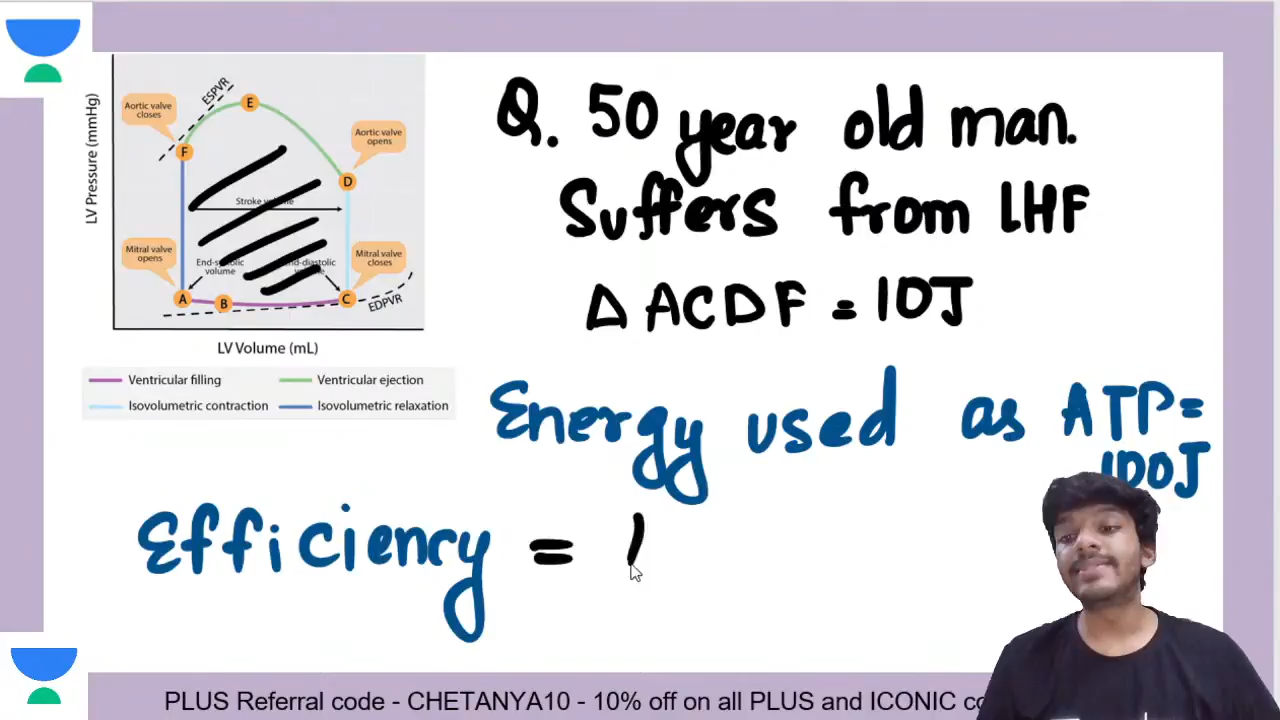 LV Pressure (mmHg)
Aortic valve
closes
ESPVR
E
F
Aortic valve
opens
D
Stroke
Mitral valve
opens
volume
Mitral valve
closes
A
B
C
EDPVR
LV Volume (mL)
Ventricular filling
Ventricular ejection
Isovolumetric contraction
Isovolumetric relaxation
Q. 50 year old man.
Suffers from LHF
Δ ACDF = 10J
Energy used as ATP =
100J
Efficiency = 1
PLUS Referral code - CHETANYA10 - 10% off on all PLUS and ICONIC